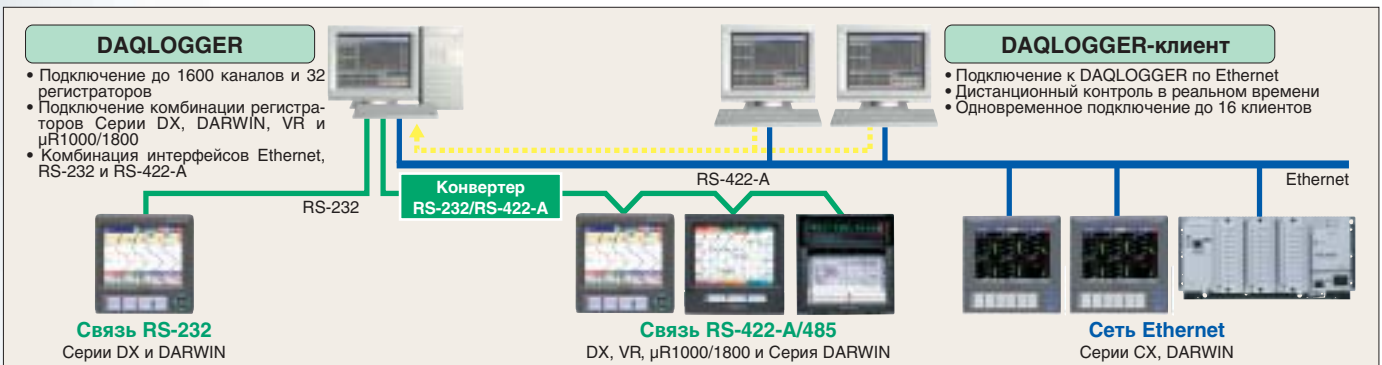 DAQLOGGER
• Подключение до 1600 каналов и 32
регистраторов
• Подключение комбинации регистра-
торов Серии DX, DARWIN, VR и
µR1000/1800
• Комбинация интерфейсов Ethernet,
RS-232 и RS-422-A
DAQLOGGER-клиент
• Подключение к DAQLOGGER по Ethernet
• Дистанционный контроль в реальном времени
• Одновременное подключение до 16 клиентов
RS-232
Конвертер
RS-232/RS-422-A
RS-422-A
Ethernet
Связь RS-232
Серии DX и DARWIN
Связь RS-422-A/485
DX, VR, µR1000/1800 и Серия DARWIN
Сеть Ethernet
Серии CX, DARWIN